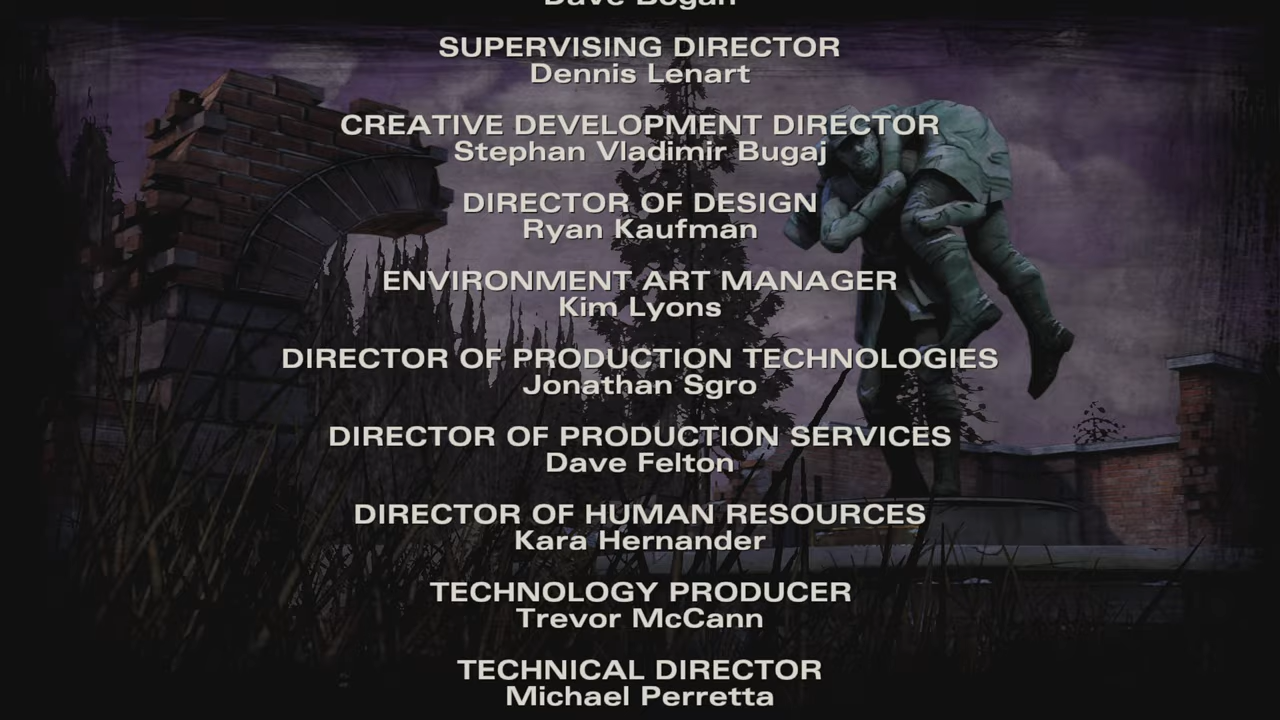 Dave Bogan
SUPERVISING DIRECTOR
Dennis Lenart
CREATIVE DEVELOPMENT DIRECTOR
Stephan Vladimir Bugaj
DIRECTOR OF DESIGN
Ryan Kaufman
ENVIRONMENT ART MANAGER
Kim Lyons
DIRECTOR OF PRODUCTION TECHNOLOGIES
Jonathan Sgro
DIRECTOR OF PRODUCTION SERVICES
Dave Felton
DIRECTOR OF HUMAN RESOURCES
Kara Hernander
TECHNOLOGY PRODUCER
Trevor McCann
TECHNICAL DIRECTOR
Michael Perretta